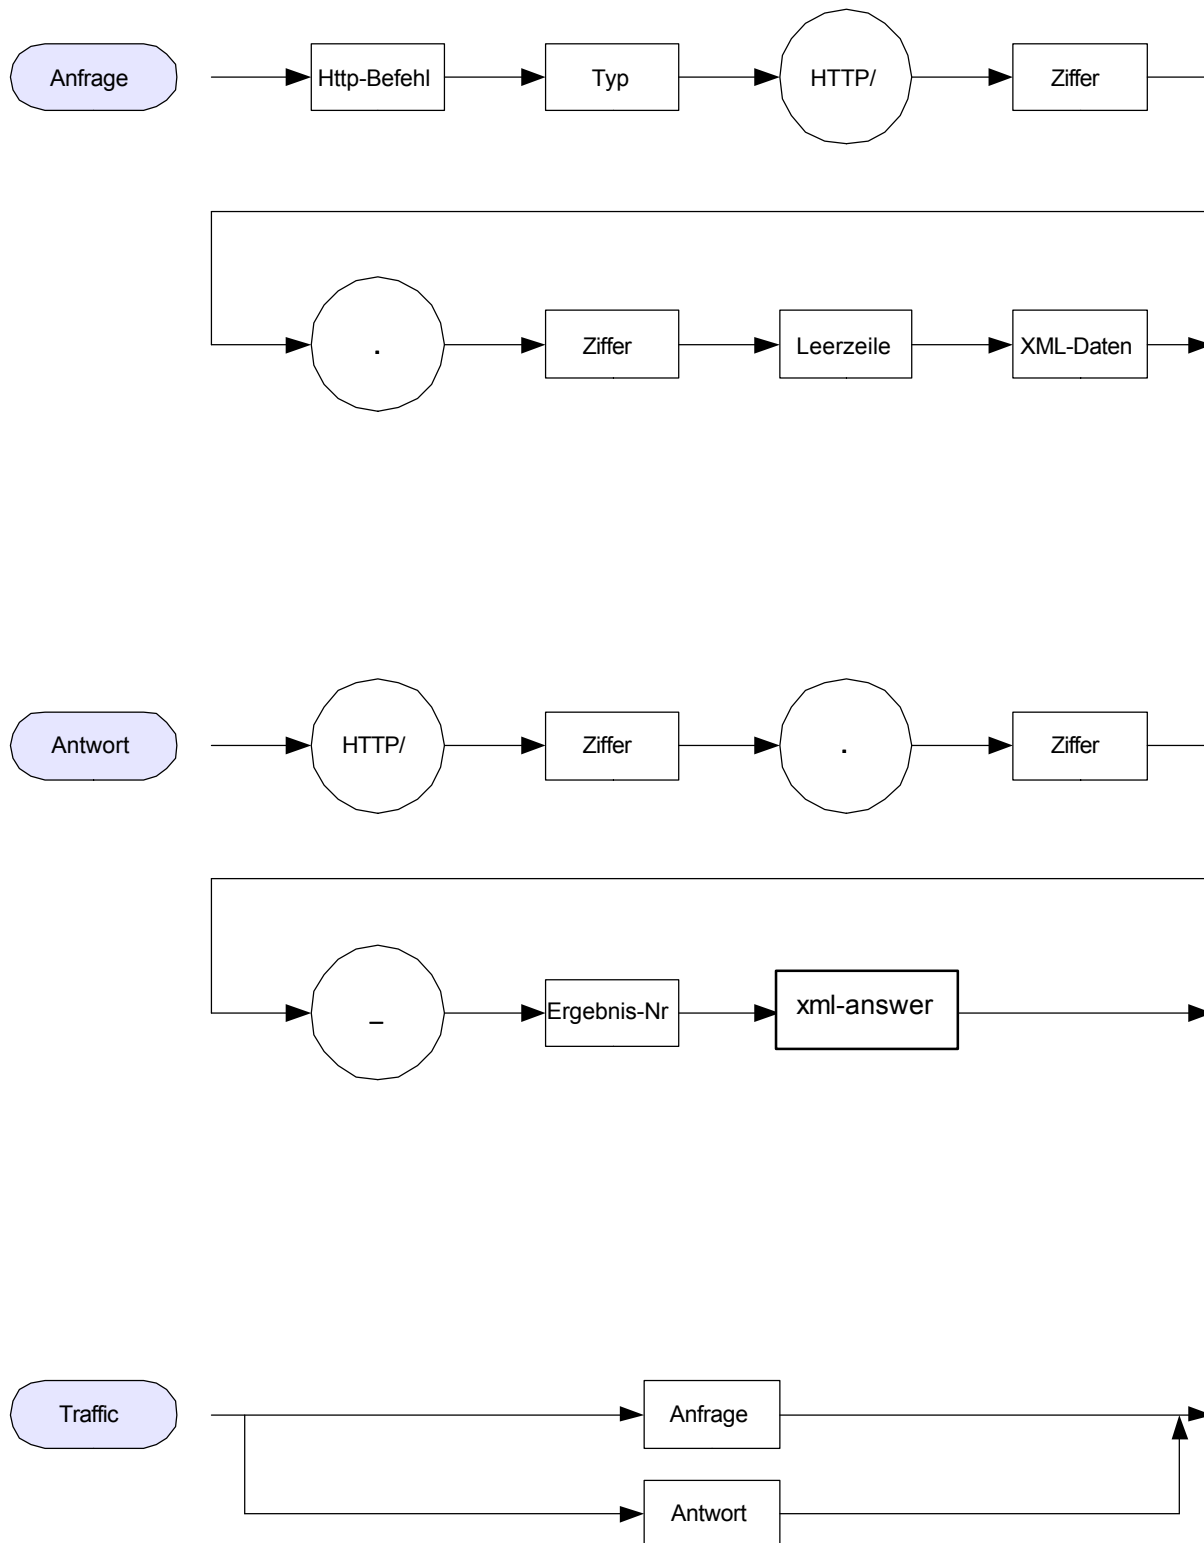 Anfrage
Http-Befehl
Typ
HTTP/
Ziffer
.
Ziffer
Leerzeile
XML-Daten
Antwort
HTTP/
Ziffer
.
Ziffer
_
Ergebnis-Nr
xml-answer
Traffic
Anfrage
Antwort